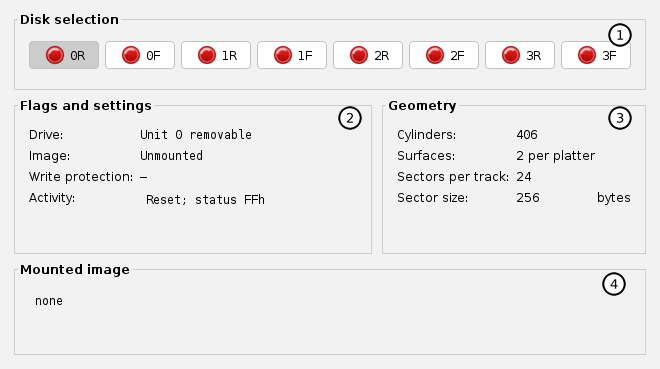 Disk selection
1
0R 0F 1R 1F 2R 2F 3R 3F
Flags and settings
2
Drive: Unit 0 removable
Image: Unmounted
Write protection: –
Activity: Reset; status FFh
Geometry
3
Cylinders: 406
Surfaces: 2 per platter
Sectors per track: 24
Sector size: 256 bytes
Mounted image
4
none